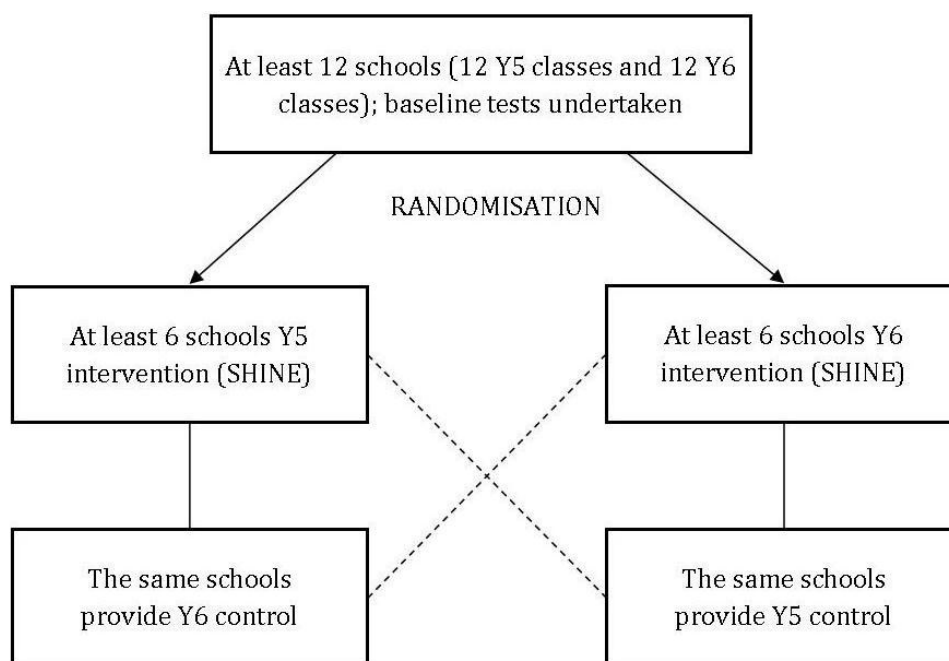 At least 12 schools (12 Y5 classes and 12 Y6
classes); baseline tests undertaken
RANDOMISATION
At least 6 schools Y5
intervention (SHINE)
At least 6 schools Y6
intervention (SHINE)
The same schools
provide Y6 control
The same schools
provide Y5 control